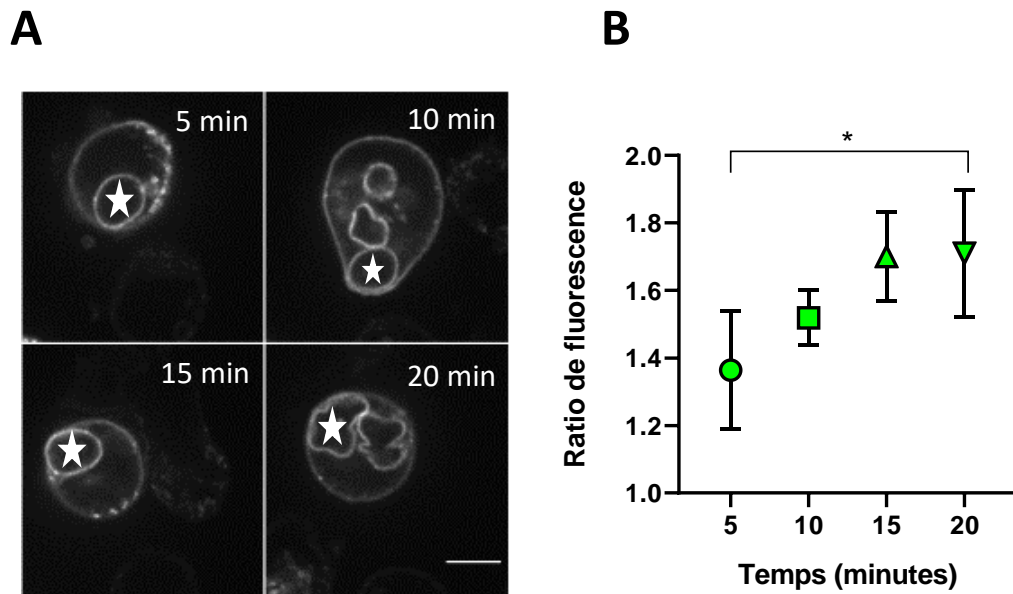 A
5 min
10 min
15 min
20 min
B
*
Ratio de fluorescence
2.0
1.8
1.6
1.4
1.2
1.0
5 10 15 20
Temps (minutes)